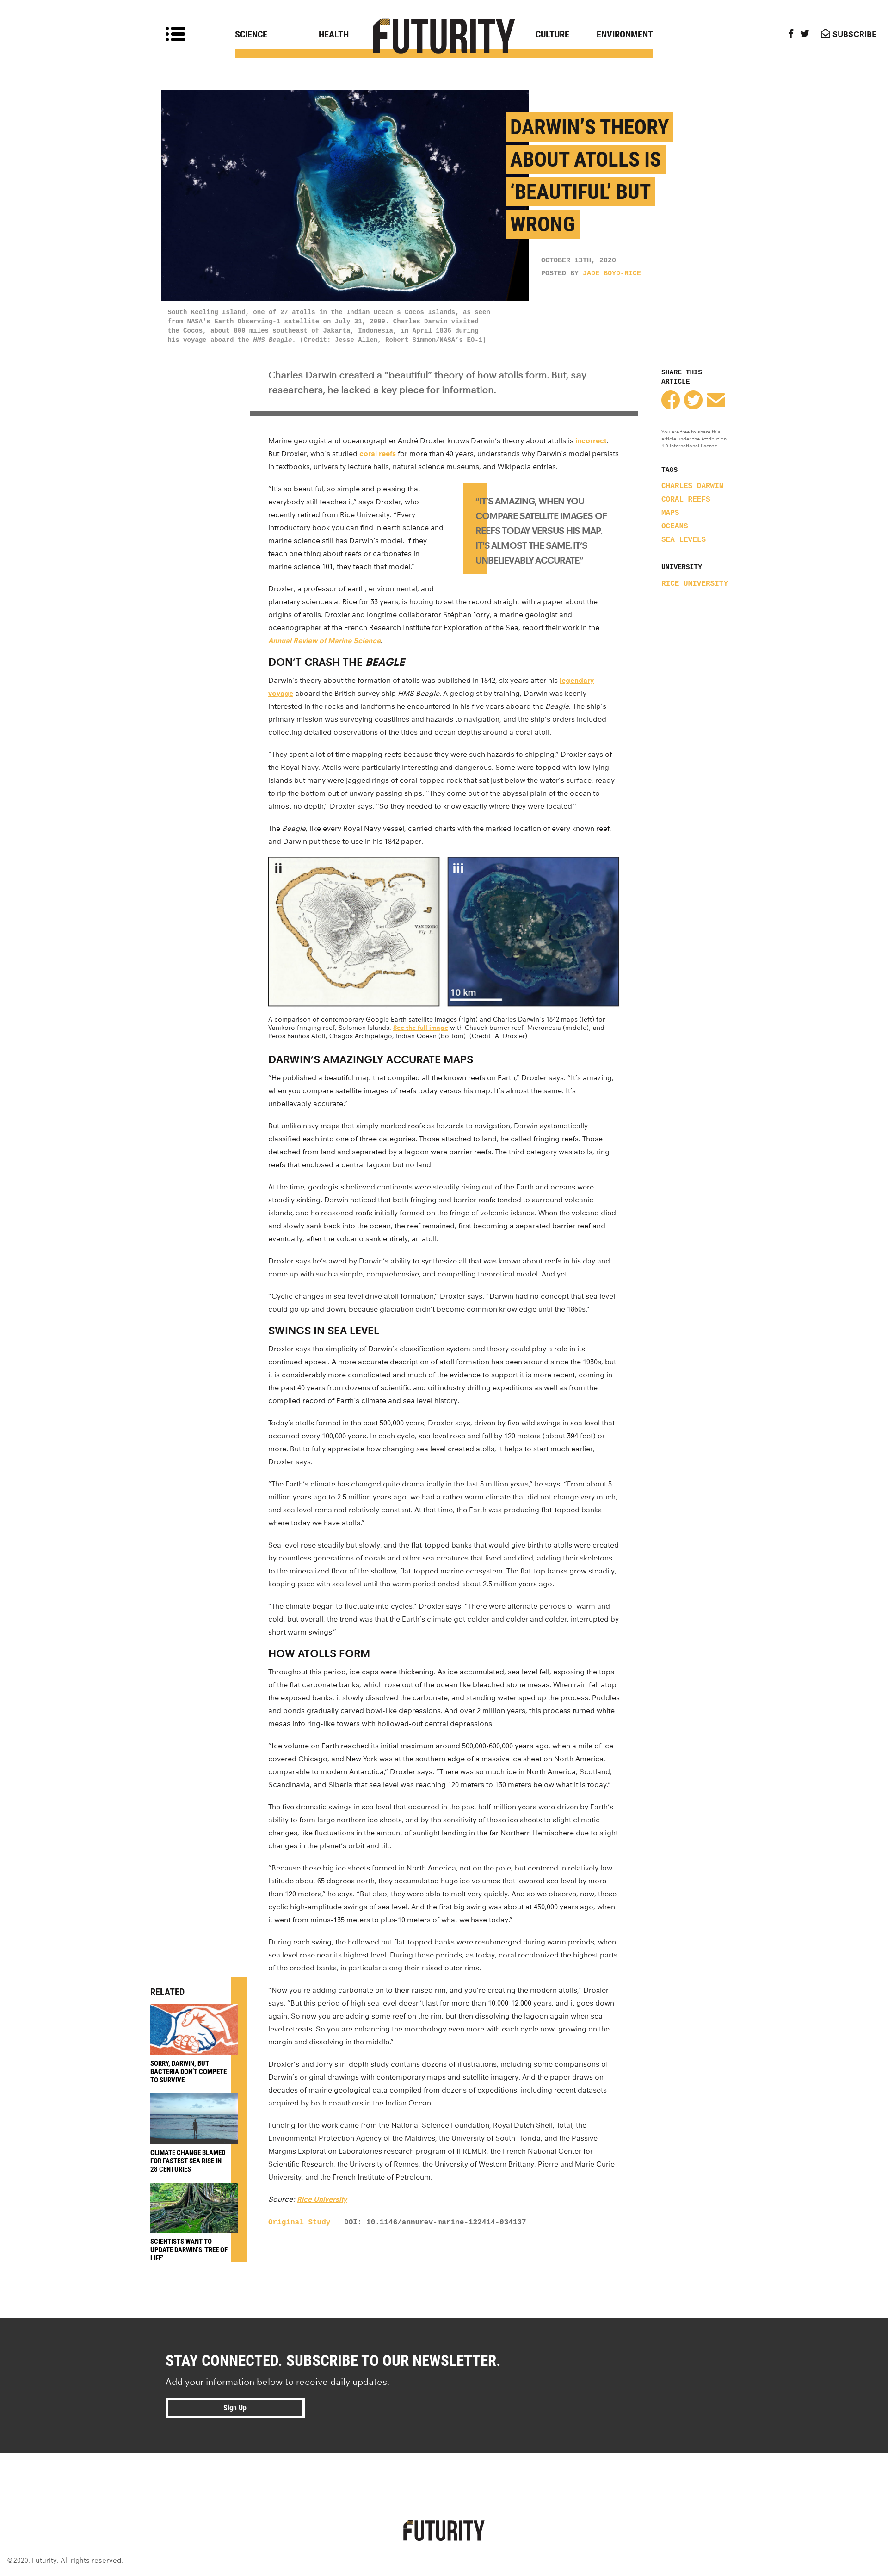 SCIENCE
HEALTH
FUTURITY
CULTURE
ENVIRONMENT
SUBSCRIBE
DARWIN’S THEORY
ABOUT ATOLLS IS
‘BEAUTIFUL’ BUT
WRONG
OCTOBER 13TH, 2020
POSTED BY JADE BOYD-RICE
South Keeling Island, one of 27 atolls in the Indian Ocean's Cocos Islands, as seen
from NASA's Earth Observing-1 satellite on July 31, 2009. Charles Darwin visited
the Cocos, about 800 miles southeast of Jakarta, Indonesia, in April 1836 during
his voyage aboard the HMS Beagle. (Credit: Jesse Allen, Robert Simmon/NASA’s EO-1)
Charles Darwin created a “beautiful” theory of how atolls form. But, say
researchers, he lacked a key piece for information.
SHARE THIS
ARTICLE
You are free to share this
article under the Attribution
4.0 International license.
TAGS
CHARLES DARWIN
CORAL REEFS
MAPS
OCEANS
SEA LEVELS
UNIVERSITY
RICE UNIVERSITY
Marine geologist and oceanographer André Droxler knows Darwin’s theory about atolls is incorrect.
But Droxler, who’s studied coral reefs for more than 40 years, understands why Darwin’s model persists
in textbooks, university lecture halls, natural science museums, and Wikipedia entries.
“It’s so beautiful, so simple and pleasing that
everybody still teaches it,” says Droxler, who
recently retired from Rice University. “Every
introductory book you can find in earth science and
marine science still has Darwin’s model. If they
teach one thing about reefs or carbonates in
marine science 101, they teach that model.”
“IT’S AMAZING, WHEN YOU
COMPARE SATELLITE IMAGES OF
REEFS TODAY VERSUS HIS MAP.
IT’S ALMOST THE SAME. IT’S
UNBELIEVABLY ACCURATE.”
Droxler, a professor of earth, environmental, and
planetary sciences at Rice for 33 years, is hoping to set the record straight with a paper about the
origins of atolls. Droxler and longtime collaborator Stéphan Jorry, a marine geologist and
oceanographer at the French Research Institute for Exploration of the Sea, report their work in the
Annual Review of Marine Science.
DON’T CRASH THE BEAGLE
Darwin’s theory about the formation of atolls was published in 1842, six years after his legendary
voyage aboard the British survey ship HMS Beagle. A geologist by training, Darwin was keenly
interested in the rocks and landforms he encountered in his five years aboard the Beagle. The ship’s
primary mission was surveying coastlines and hazards to navigation, and the ship’s orders included
collecting detailed observations of the tides and ocean depths around a coral atoll.
“They spent a lot of time mapping reefs because they were such hazards to shipping,” Droxler says of
the Royal Navy. Atolls were particularly interesting and dangerous. Some were topped with low-lying
islands but many were jagged rings of coral-topped rock that sat just below the water’s surface, ready
to rip the bottom out of unwary passing ships. “They come out of the abyssal plain of the ocean to
almost no depth,” Droxler says. “So they needed to know exactly where they were located.”
The Beagle, like every Royal Navy vessel, carried charts with the marked location of every known reef,
and Darwin put these to use in his 1842 paper.
ii
VANIKORO
Fig. 1
iii
10 km
A comparison of contemporary Google Earth satellite images (right) and Charles Darwin’s 1842 maps (left) for
Vanikoro fringing reef, Solomon Islands. See the full image with Chuuck barrier reef, Micronesia (middle); and
Peros Banhos Atoll, Chagos Archipelago, Indian Ocean (bottom). (Credit: A. Droxler)
DARWIN’S AMAZINGLY ACCURATE MAPS
“He published a beautiful map that compiled all the known reefs on Earth,” Droxler says. “It’s amazing,
when you compare satellite images of reefs today versus his map. It’s almost the same. It’s
unbelievably accurate.”
But unlike navy maps that simply marked reefs as hazards to navigation, Darwin systematically
classified each into one of three categories. Those attached to land, he called fringing reefs. Those
detached from land and separated by a lagoon were barrier reefs. The third category was atolls, ring
reefs that enclosed a central lagoon but no land.
At the time, geologists believed continents were steadily rising out of the Earth and oceans were
steadily sinking. Darwin noticed that both fringing and barrier reefs tended to surround volcanic
islands, and he reasoned reefs initially formed on the fringe of volcanic islands. When the volcano died
and slowly sank back into the ocean, the reef remained, first becoming a separated barrier reef and
eventually, after the volcano sank entirely, an atoll.
Droxler says he’s awed by Darwin’s ability to synthesize all that was known about reefs in his day and
come up with such a simple, comprehensive, and compelling theoretical model. And yet.
“Cyclic changes in sea level drive atoll formation,” Droxler says. “Darwin had no concept that sea level
could go up and down, because glaciation didn’t become common knowledge until the 1860s.”
SWINGS IN SEA LEVEL
Droxler says the simplicity of Darwin’s classification system and theory could play a role in its
continued appeal. A more accurate description of atoll formation has been around since the 1930s, but
it is considerably more complicated and much of the evidence to support it is more recent, coming in
the past 40 years from dozens of scientific and oil industry drilling expeditions as well as from the
compiled record of Earth’s climate and sea level history.
Today’s atolls formed in the past 500,000 years, Droxler says, driven by five wild swings in sea level that
occurred every 100,000 years. In each cycle, sea level rose and fell by 120 meters (about 394 feet) or
more. But to fully appreciate how changing sea level created atolls, it helps to start much earlier,
Droxler says.
“The Earth’s climate has changed quite dramatically in the last 5 million years,” he says. “From about 5
million years ago to 2.5 million years ago, we had a rather warm climate that did not change very much,
and sea level remained relatively constant. At that time, the Earth was producing flat-topped banks
where today we have atolls.”
Sea level rose steadily but slowly, and the flat-topped banks that would give birth to atolls were created
by countless generations of corals and other sea creatures that lived and died, adding their skeletons
to the mineralized floor of the shallow, flat-topped marine ecosystem. The flat-top banks grew steadily,
keeping pace with sea level until the warm period ended about 2.5 million years ago.
“The climate began to fluctuate into cycles,” Droxler says. “There were alternate periods of warm and
cold, but overall, the trend was that the Earth’s climate got colder and colder and colder, interrupted by
short warm swings.”
HOW ATOLLS FORM
Throughout this period, ice caps were thickening. As ice accumulated, sea level fell, exposing the tops
of the flat carbonate banks, which rose out of the ocean like bleached stone mesas. When rain fell atop
the exposed banks, it slowly dissolved the carbonate, and standing water sped up the process. Puddles
and ponds gradually carved bowl-like depressions. And over 2 million years, this process turned white
mesas into ring-like towers with hollowed-out central depressions.
“Ice volume on Earth reached its initial maximum around 500,000-600,000 years ago, when a mile of ice
covered Chicago, and New York was at the southern edge of a massive ice sheet on North America,
comparable to modern Antarctica,” Droxler says. “There was so much ice in North America, Scotland,
Scandinavia, and Siberia that sea level was reaching 120 meters to 130 meters below what it is today.”
The five dramatic swings in sea level that occurred in the past half-million years were driven by Earth’s
ability to form large northern ice sheets, and by the sensitivity of those ice sheets to slight climatic
changes, like fluctuations in the amount of sunlight landing in the far Northern Hemisphere due to slight
changes in the planet’s orbit and tilt.
“Because these big ice sheets formed in North America, not on the pole, but centered in relatively low
latitude about 65 degrees north, they accumulated huge ice volumes that lowered sea level by more
than 120 meters,” he says. “But also, they were able to melt very quickly. And so we observe, now, these
cyclic high-amplitude swings of sea level. And the first big swing was about at 450,000 years ago, when
it went from minus-135 meters to plus-10 meters of what we have today.”
During each swing, the hollowed out flat-topped banks were resubmerged during warm periods, when
sea level rose near its highest level. During those periods, as today, coral recolonized the highest parts
of the eroded banks, in particular along their raised outer rims.
“Now you’re adding carbonate on to their raised rim, and you’re creating the modern atolls,” Droxler
says. “But this period of high sea level doesn’t last for more than 10,000-12,000 years, and it goes down
again. So now you are adding some reef on the rim, but then dissolving the lagoon again when sea
level retreats. So you are enhancing the morphology even more with each cycle now, growing on the
margin and dissolving in the middle.”
Droxler’s and Jorry’s in-depth study contains dozens of illustrations, including some comparisons of
Darwin’s original drawings with contemporary maps and satellite imagery. And the paper draws on
decades of marine geological data compiled from dozens of expeditions, including recent datasets
acquired by both coauthors in the Indian Ocean.
Funding for the work came from the National Science Foundation, Royal Dutch Shell, Total, the
Environmental Protection Agency of the Maldives, the University of South Florida, and the Passive
Margins Exploration Laboratories research program of IFREMER, the French National Center for
Scientific Research, the University of Rennes, the University of Western Brittany, Pierre and Marie Curie
University, and the French Institute of Petroleum.
Source: Rice University
Original Study DOI: 10.1146/annurev-marine-122414-034137
RELATED
SORRY, DARWIN, BUT
BACTERIA DON’T COMPETE
TO SURVIVE
CLIMATE CHANGE BLAMED
FOR FASTEST SEA RISE IN
28 CENTURIES
SCIENTISTS WANT TO
UPDATE DARWIN’S ‘TREE OF
LIFE’
STAY CONNECTED. SUBSCRIBE TO OUR NEWSLETTER.
Add your information below to receive daily updates.
Sign Up
FUTURITY
©2020. Futurity. All rights reserved.